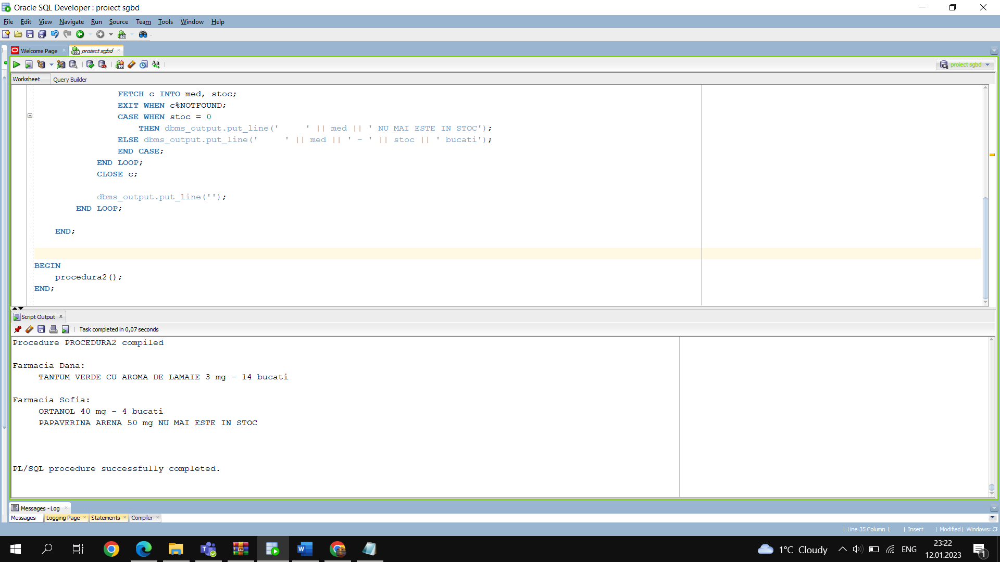 Oracle SQL Developer : proiect sgbd
File Edit View Navigate Run Source Team Tools Window Help
Welcome Page proiect sgbd
proiect sgbd
Worksheet Query Builder
FETCH c INTO med, stoc;
EXIT WHEN c%NOTFOUND;
CASE WHEN stoc = 0
THEN dbms_output.put_line('     ' || med || ' NU MAI ESTE IN STOC');
ELSE dbms_output.put_line('     ' || med || ' - ' || stoc || ' bucati');
END CASE;
END LOOP;
CLOSE c;
dbms_output.put_line('');
END LOOP;
END;
BEGIN
procedura2();
END;
Script Output
Task completed in 0,07 seconds
Procedure PROCEDURA2 compiled
Farmacia Dana:
TANTUM VERDE CU AROMA DE LAMAIE 3 mg - 14 bucati
Farmacia Sofia:
ORTANOL 40 mg - 4 bucati
PAPAVERINA ARENA 50 mg NU MAI ESTE IN STOC
PL/SQL procedure successfully completed.
Messages - Log
Messages Logging Page Statements Compiler
Line 35 Column 1 | Insert | Modified | Windows:
1°C Cloudy ENG 23:22
12.01.2023 1